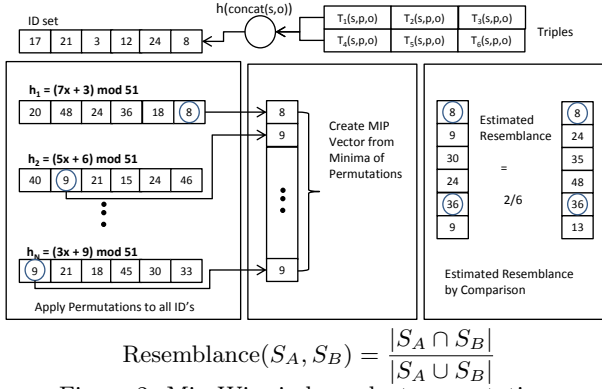 h(concat(s,o))
ID set
17 21 3 12 24 8
T1(s,p,o) T2(s,p,o) T3(s,p,o)
T4(s,p,o) T5(s,p,o) T6(s,p,o)
Triples
h1 = (7x + 3) mod 51
20 48 24 36 18 8
h2 = (5x + 6) mod 51
40 9 21 15 24 46
hN = (3x + 9) mod 51
9 21 18 45 30 33
Apply Permutations to all ID's
8
9
9
Create MIP
Vector from
Minima of
Permutations
8
9
30
24
36
9
Estimated
Resemblance
=
2/6
8
24
35
48
36
13
Estimated Resemblance
by Comparison
Resemblance(S_A, S_B) = |S_A ∩ S_B| / |S_A ∪ S_B|